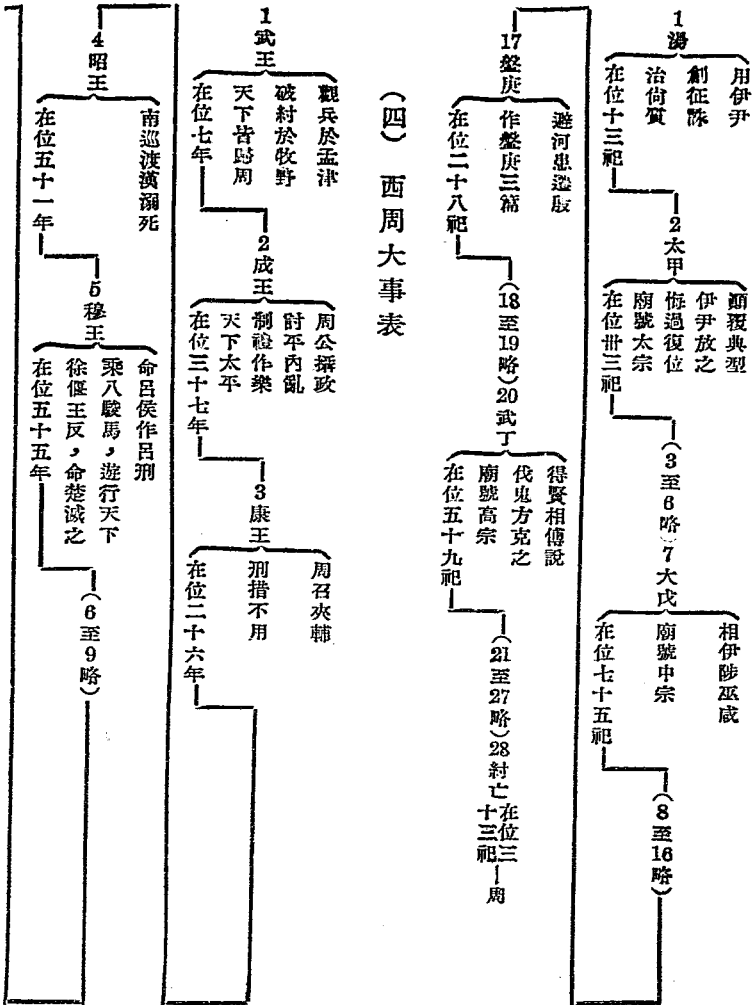 1湯
用伊尹
創征誅
治尙質
在位十三祀
2太甲
顚覆典型
伊尹放之
悔過復位
廟號太宗
在位卅三祀
(3至6略)7大戊
相伊陟巫咸
廟號中宗
在位七十五祀
(8至16略)
17盤庚
避河患遷殷
作盤庚三篇
在位二十八祀
(18至19略)20武丁
得賢相傅說
伐鬼方克之
廟號高宗
在位五十九祀
(21至27略)28紂亡
在位三
十三祀—周
(四) 西周大事表
1武王
觀兵於孟津
破紂於牧野
天下皆歸周
在位七年
2成王
周公攝政
討平內亂
制禮作樂
天下太平
在位三十七年
3康王
周召夾輔
刑措不用
在位二十六年
4昭王
南巡渡漢溺死
在位五十一年
5穆王
命呂侯作呂刑
乘八駿馬,遊行天下
徐偃王反,命楚滅之
在位五十五年
(6至9略)